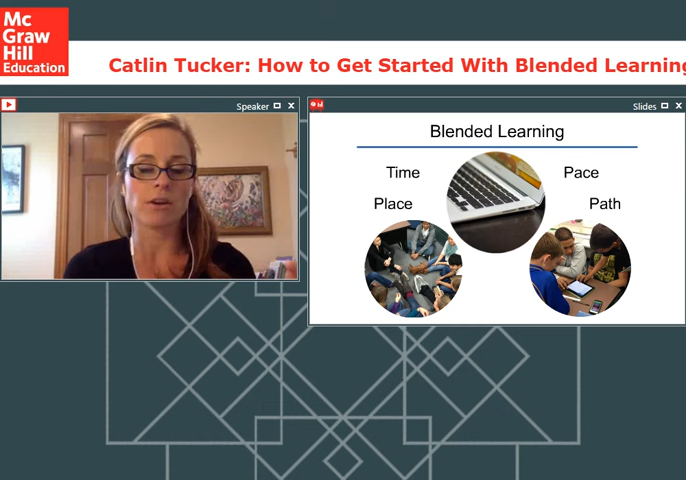 Mc
Graw
Hill
Education
Catlin Tucker: How to Get Started With Blended Learning
Speaker
Slides
Blended Learning
Time
Pace
Place
Path